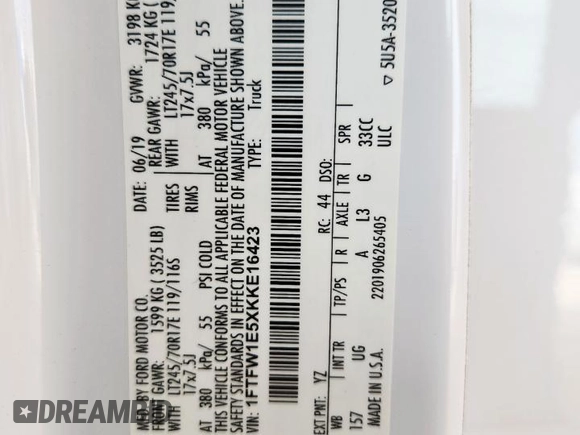 MFD. BY FORD MOTOR CO.
DATE: 06/19 GVWR: 3198 K
FRONT GAWR: 1599 KG ( 3525 LB)
REAR GAWR: 1724 KG (
WITH LT245/70R17E 119/116S TIRES
WITH LT245/70R17E 119/
17x7.5J RIMS 17x7.5J
AT 380 kPa/ 55 PSI COLD AT 380 kPa/ 55
THIS VEHICLE CONFORMS TO ALL APPLICABLE FEDERAL MOTOR VEHICLE
SAFETY STANDARDS IN EFFECT ON THE DATE OF MANUFACTURE SHOWN ABOVE.
VIN: 1FTFW1E5XKKE16423 TYPE: Truck
EXT PNT: YZ RC: 44 DSO:
WB INT TR TP/PS R AXLE TR SPR
157 UG A L3 G 33CC
ULC
MADE IN U.S.A. 2201906265405
▽ 5U5A-3520
DREAMBID